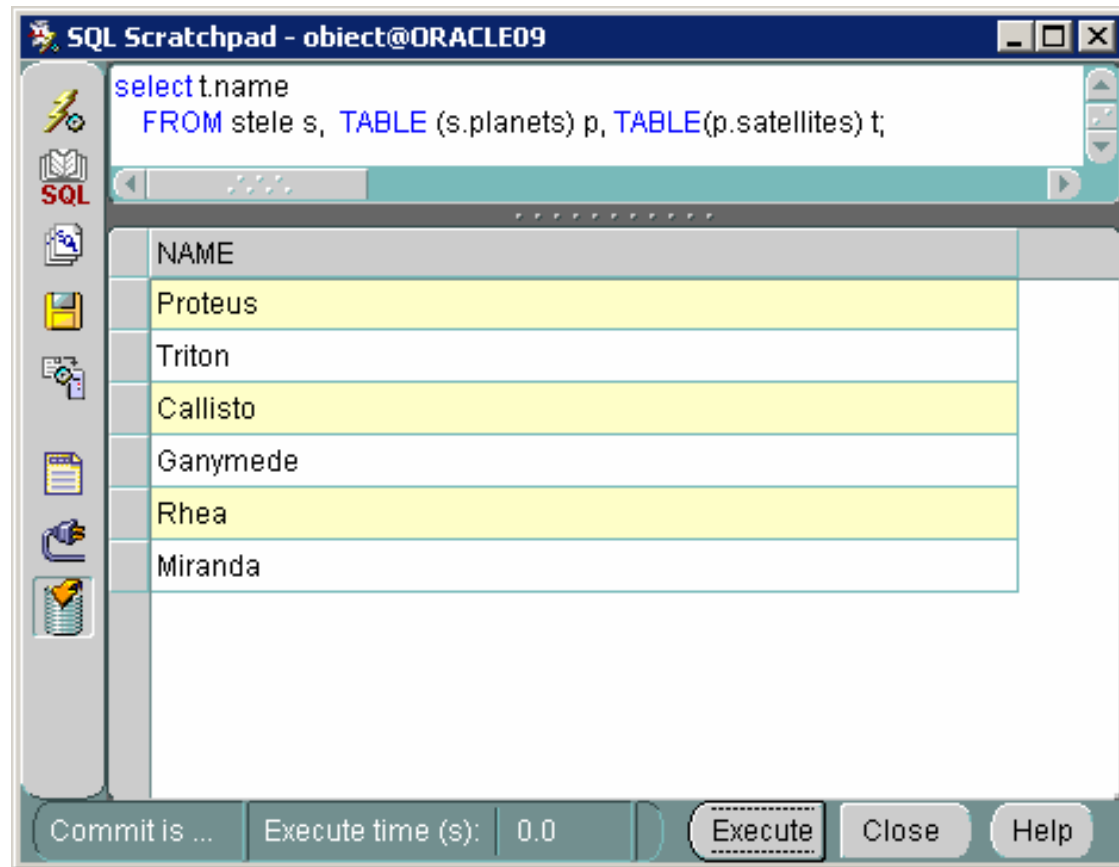 SQL Scratchpad - obiect@ORACLE09
select t.name
FROM stele s, TABLE (s.planets) p, TABLE(p.satellites) t;
SQL
NAME
Proteus
Triton
Callisto
Ganymede
Rhea
Miranda
Commit is ... Execute time (s): 0.0 Execute Close Help